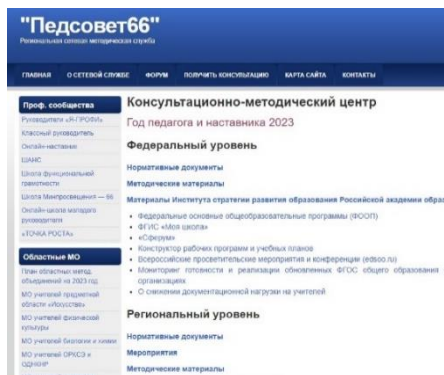 "Педсовет66"
Региональная сетевая методическая служба
ГЛАВНАЯ О СЕТЕВОЙ СЛУЖБЕ ФОРУМ ПОЛУЧИТЬ КОНСУЛЬТАЦИЮ КАРТА САЙТА КОНТАКТЫ
Проф. сообщества
Руководители «Я-ПРОФИ»
Классный руководитель
Онлайн-наставник
ШАНС
Школа функциональной
грамотности
Школа Минпросвещения — 66
Онлайн-школа молодого
руководителя
«ТОЧКА РОСТА»
Областные МО
План областных метод.
объединений на 2023 год
МО учителей предметной
области «Искусство»
МО учителей физической
культуры
МО учителей биологии и химии
МО учителей ОРКСЭ и
ОДНКНР
Консультационно-методический центр
Год педагога и наставника 2023
Федеральный уровень
Нормативные документы
Методические материалы
Материалы Института стратегии развития образования Российской академии образ
Федеральные основные общеобразовательные программы (ФООП)
ФГИС «Моя школа»
«Сферум»
Конструктор рабочих программ и учебных планов
Всероссийские просветительские мероприятия и конференции (edsoo.ru)
Мониторинг готовности и реализации обновленных ФГОС общего образования
организациях
О снижении документационной нагрузки на учителей
Региональный уровень
Нормативные документы
Мероприятия
Методические материалы